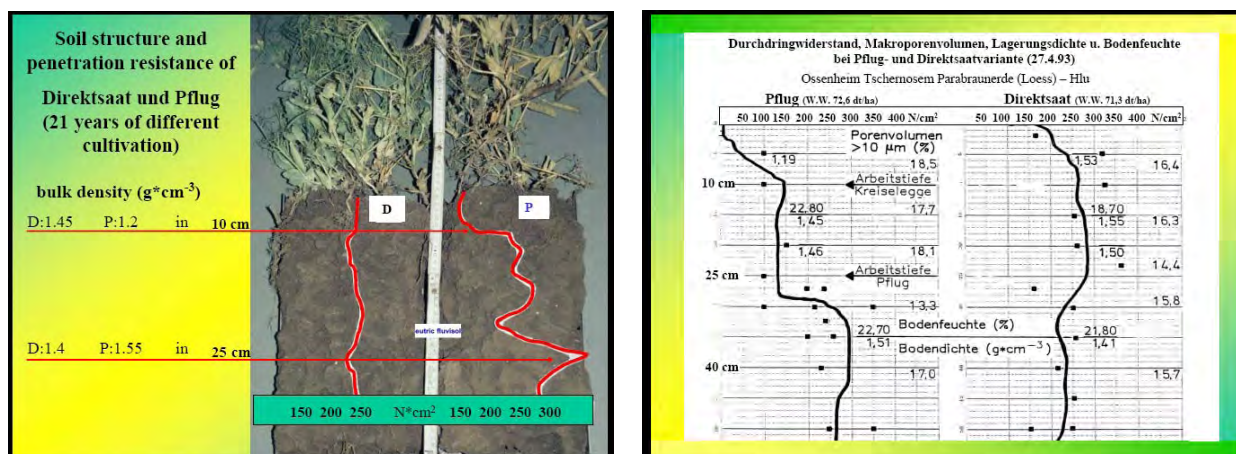 Soil structure and
penetration resistance of
Direktsaat und Pflug
(21 years of different
cultivation)
bulk density (g*cm-3)
D:1.45 P:1.2 in 10 cm
D:1.4 P:1.55 in 25 cm
D
P
eutric fluvisol
150 200 250 N*cm2 150 200 250 300
Durchdringwiderstand, Makroporenvolumen, Lagerungsdichte u. Bodenfeuchte
bei Pflug- und Direktsaatvariante (27.4.93)
Ossenheim Tschernosem Parabraunerde (Loess) – Hlu
Pflug (W.W. 72,6 dt/ha) Direktsaat (W.W. 71,3 dt/ha)
50 100 150 200 250 300 350 400 N/cm2 50 100 150 200 250 300 350 400 N/cm2
Porenvolumen
>10 µm (%)
1,19 18,5 1,53 16,4
10 cm Arbeitstiefe
Kreiselegge
22,80 17,7 18,70
1,45 1,55 16,3
1,46 18,1 1,50
14,4
25 cm Arbeitstiefe
Pflug
13,3 15,8
22,70 Bodenfeuchte (%) 21,80
1,51 Bodendichte (g*cm-3) 1,41
40 cm 17,0 15,7